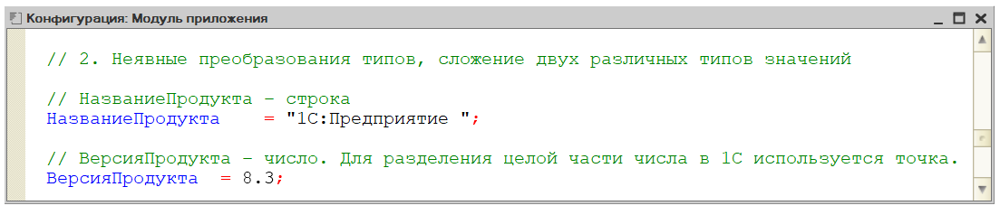 Конфигурация: Модуль приложения
// 2. Неявные преобразования типов, сложение двух различных типов значений
// НазваниеПродукта - строка
НазваниеПродукта = "1С:Предприятие ";
// ВерсияПродукта - число. Для разделения целой части числа в 1С используется точка.
ВерсияПродукта = 8.3;